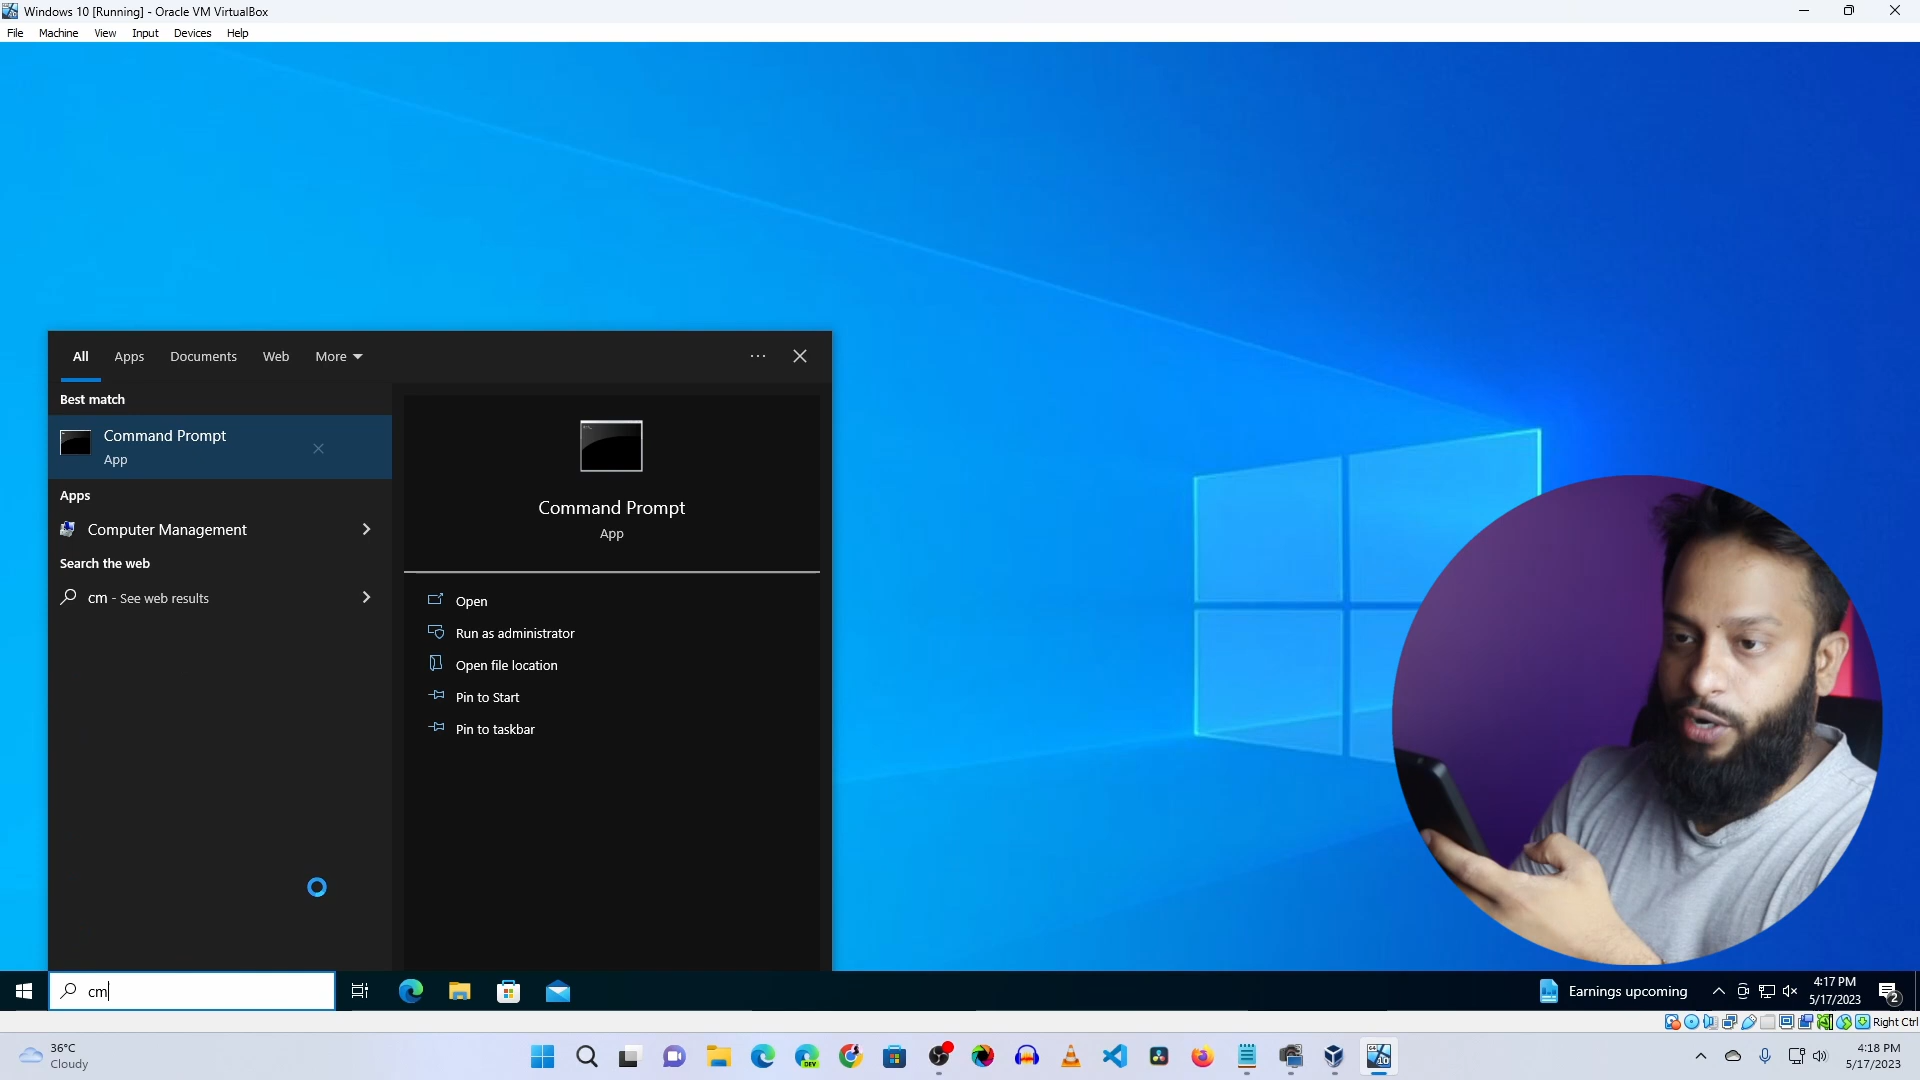 Windows 10 [Running] - Oracle VM VirtualBox
File Machine View Input Devices Help
All Apps Documents Web More
Best match
Command Prompt
App
Apps
Computer Management
Search the web
cm - See web results
Command Prompt
App
Open
Run as administrator
Open file location
Pin to Start
Pin to taskbar
cm
Earnings upcoming
4:17 PM
5/17/2023
2
Right Ctrl
36°C
Cloudy
DEV
10
4:18 PM
5/17/2023